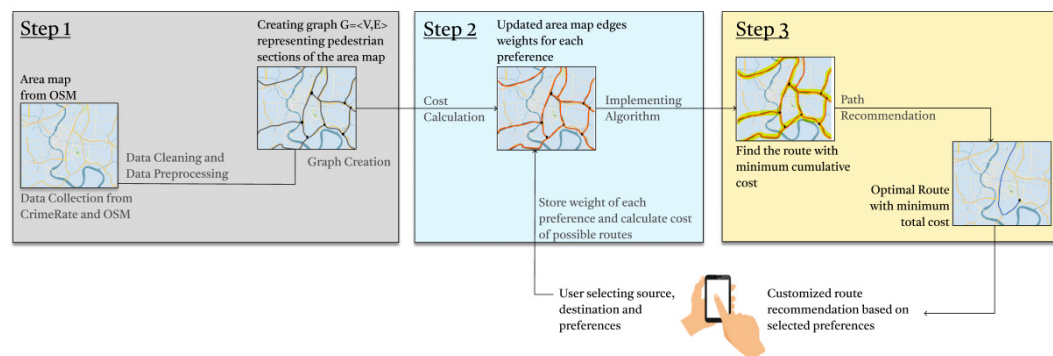 Step 1
Creating graph G=<V,E>
representing pedestrian
sections of the area map
Area map
from OSM
Data Cleaning and
Data Preprocessing
Graph Creation
Data Collection from
CrimeRate and OSM
Step 2
Updated area map edges
weights for each
preference
Cost
Calculation
Implementing
Algorithm
Store weight of each
preference and calculate cost
of possible routes
Step 3
Path
Recommendation
Find the route with
minimum cumulative
cost
Optimal Route
with minimum
total cost
User selecting source,
destination and
preferences
Customized route
recommendation based on
selected preferences